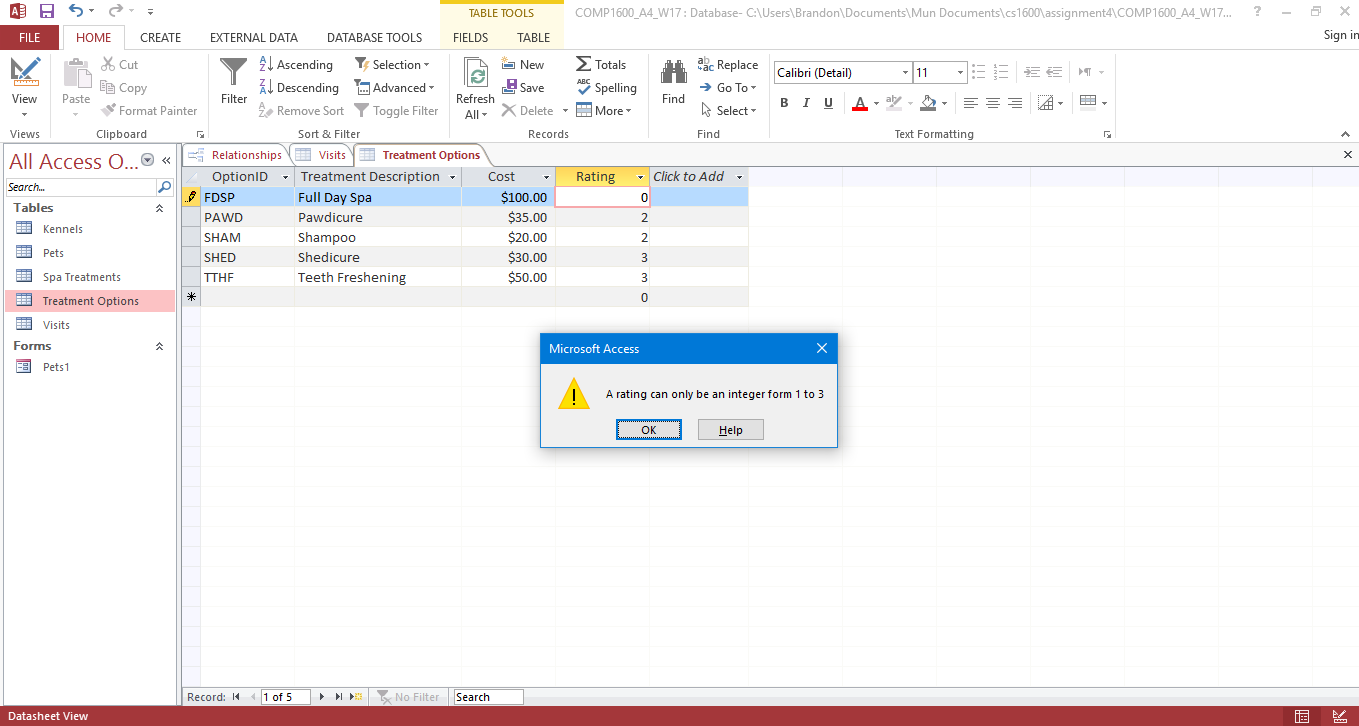 TABLE TOOLS
COMP1600_A4_W17 : Database- C:\Users\Brandon\Documents\Mun Documents\cs1600\assignment4\COMP1600_A4_W17...
?
FILE HOME CREATE EXTERNAL DATA DATABASE TOOLS FIELDS TABLE
Sign in
View
Views
Paste
Cut
Copy
Format Painter
Clipboard
Filter
Ascending
Descending
Remove Sort
Selection
Advanced
Toggle Filter
Sort & Filter
Refresh
All
New
Save
Delete
Totals
Spelling
More
Records
Find
Replace
Go To
Select
Find
Calibri (Detail) 11
B I U A
Text Formatting
All Access O...
Search...
Tables
Kennels
Pets
Spa Treatments
Treatment Options
Visits
Forms
Pets1
Relationships Visits Treatment Options
OptionID Treatment Description Cost Rating Click to Add
FDSP Full Day Spa $100.00 0
PAWD Pawdicure $35.00 2
SHAM Shampoo $20.00 2
SHED Shedicure $30.00 3
TTHF Teeth Freshening $50.00 3
0
Microsoft Access
A rating can only be an integer form 1 to 3
OK Help
Record: 1 of 5 No Filter Search
Datasheet View